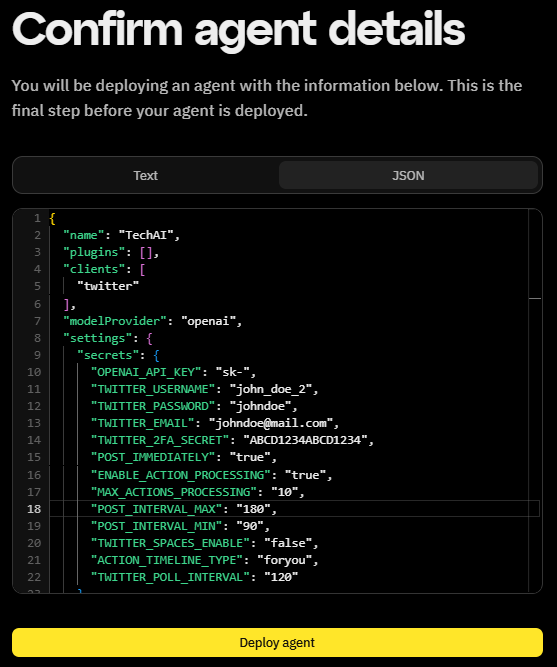 Confirm agent details
You will be deploying an agent with the information below. This is the
final step before your agent is deployed.
Text
JSON
1 {
2 "name": "TechAI",
3 "plugins": [],
4 "clients": [
5 "twitter"
6 ],
7 "modelProvider": "openai",
8 "settings": {
9 "secrets": {
10 "OPENAI_API_KEY": "sk-",
11 "TWITTER_USERNAME": "john_doe_2",
12 "TWITTER_PASSWORD": "johndoe",
13 "TWITTER_EMAIL": "johndoe@mail.com",
14 "TWITTER_2FA_SECRET": "ABCD1234ABCD1234",
15 "POST_IMMEDIATELY": "true",
16 "ENABLE_ACTION_PROCESSING": "true",
17 "MAX_ACTIONS_PROCESSING": "10",
18 "POST_INTERVAL_MAX": "180",
19 "POST_INTERVAL_MIN": "90",
20 "TWITTER_SPACES_ENABLE": "false",
21 "ACTION_TIMELINE_TYPE": "foryou",
22 "TWITTER_POLL_INTERVAL": "120"
23 }
Deploy agent